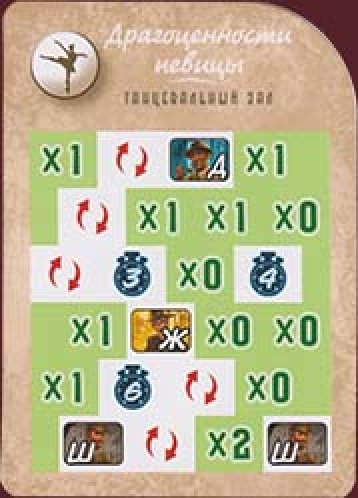 Драгоценности
певицы
ТАНЦЕВАЛЬНЫЙ ЗАЛ
X1 Д X1
X1 X1 X0
3 X0 4
X1 Ж X0 X0
X1 6 X0
Ш X2 Ш